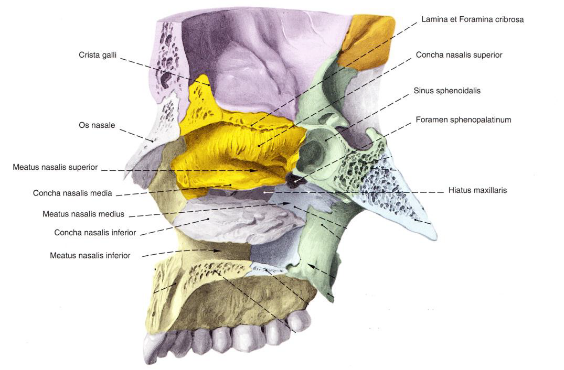 Lamina et Foramina cribrosa
Crista galli
Concha nasalis superior
Sinus sphenoidalis
Foramen sphenopalatinum
Os nasale
Meatus nasalis superior
Concha nasalis media
Hiatus maxillaris
Meatus nasalis medius
Concha nasalis inferior
Meatus nasalis inferior